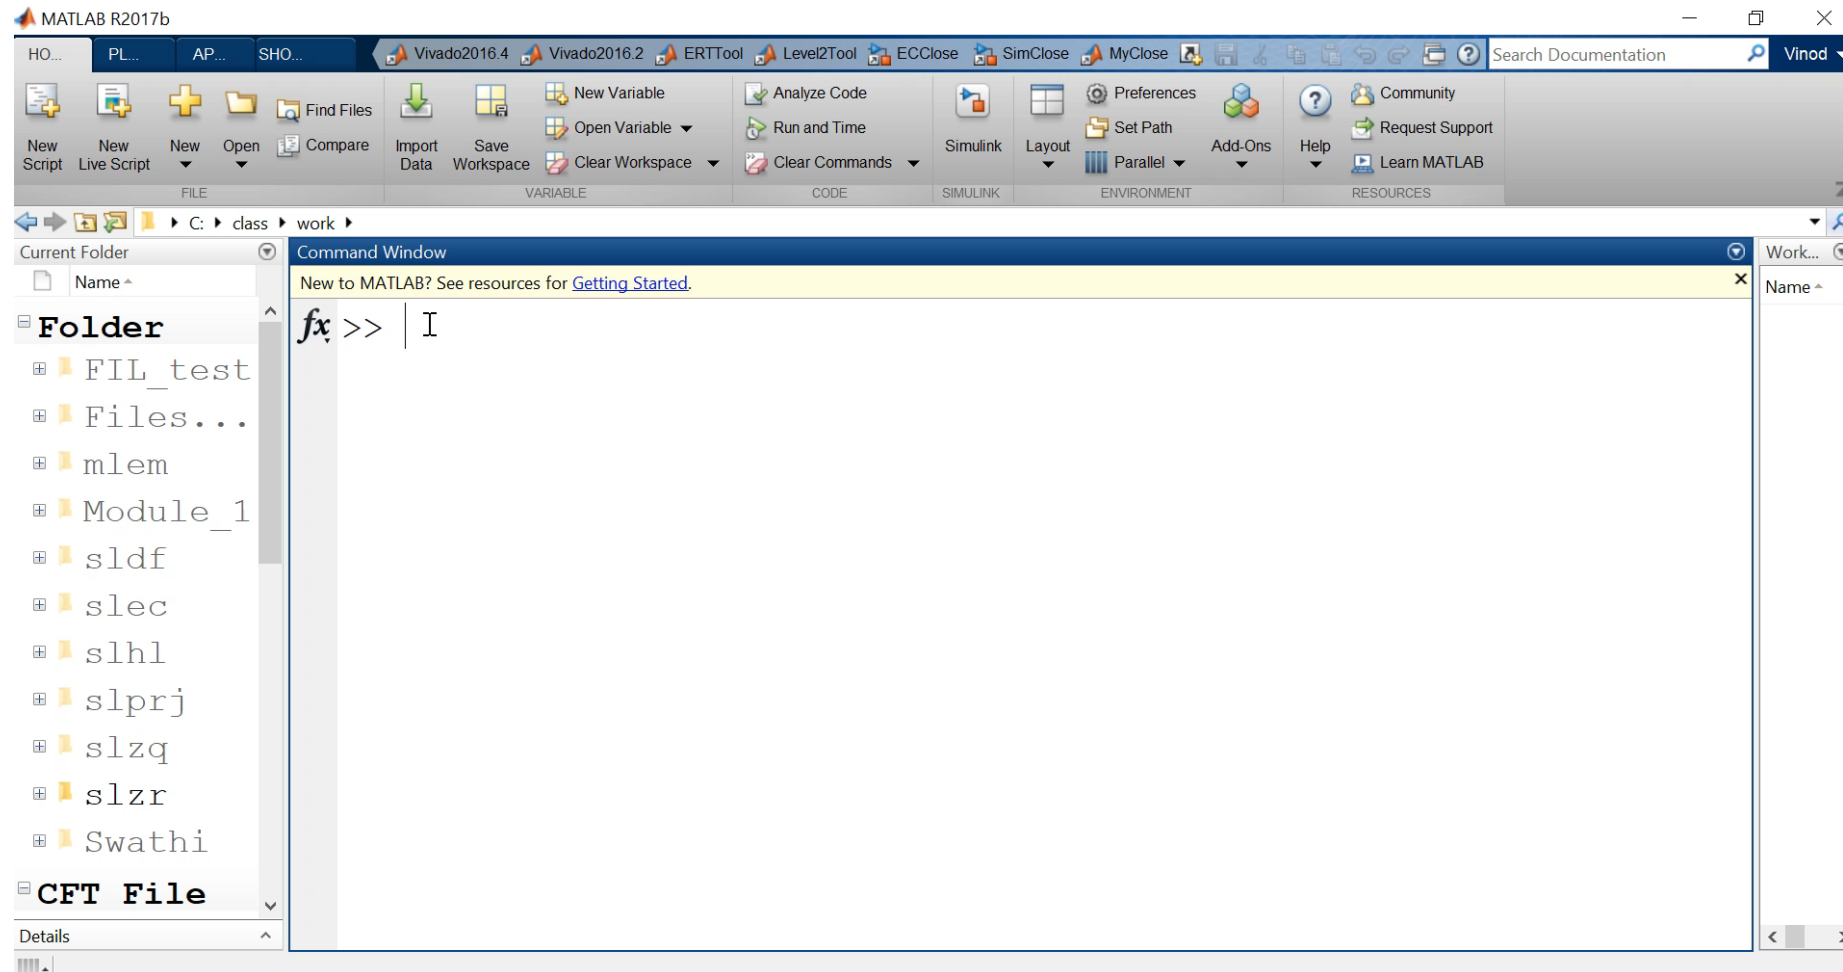 MATLAB R2017b
HO...
PL...
AP...
SHO...
Vivado2016.4
Vivado2016.2
ERTTool
Level2Tool
ECClose
SimClose
MyClose
Search Documentation
Vinod
New Script
New Live Script
New
Open
Find Files
Compare
FILE
Import Data
Save Workspace
New Variable
Open Variable
Clear Workspace
VARIABLE
Analyze Code
Run and Time
Clear Commands
CODE
Simulink
SIMULINK
Layout
Preferences
Set Path
Parallel
Add-Ons
ENVIRONMENT
Help
Community
Request Support
Learn MATLAB
RESOURCES
C:
class
work
Current Folder
Name
Folder
FIL_test
Files...
mlem
Module_1
sldf
slec
slhl
slprj
slzq
slzr
Swathi
CFT File
Details
Command Window
New to MATLAB? See resources for Getting Started.
fx >>
Work...
Name